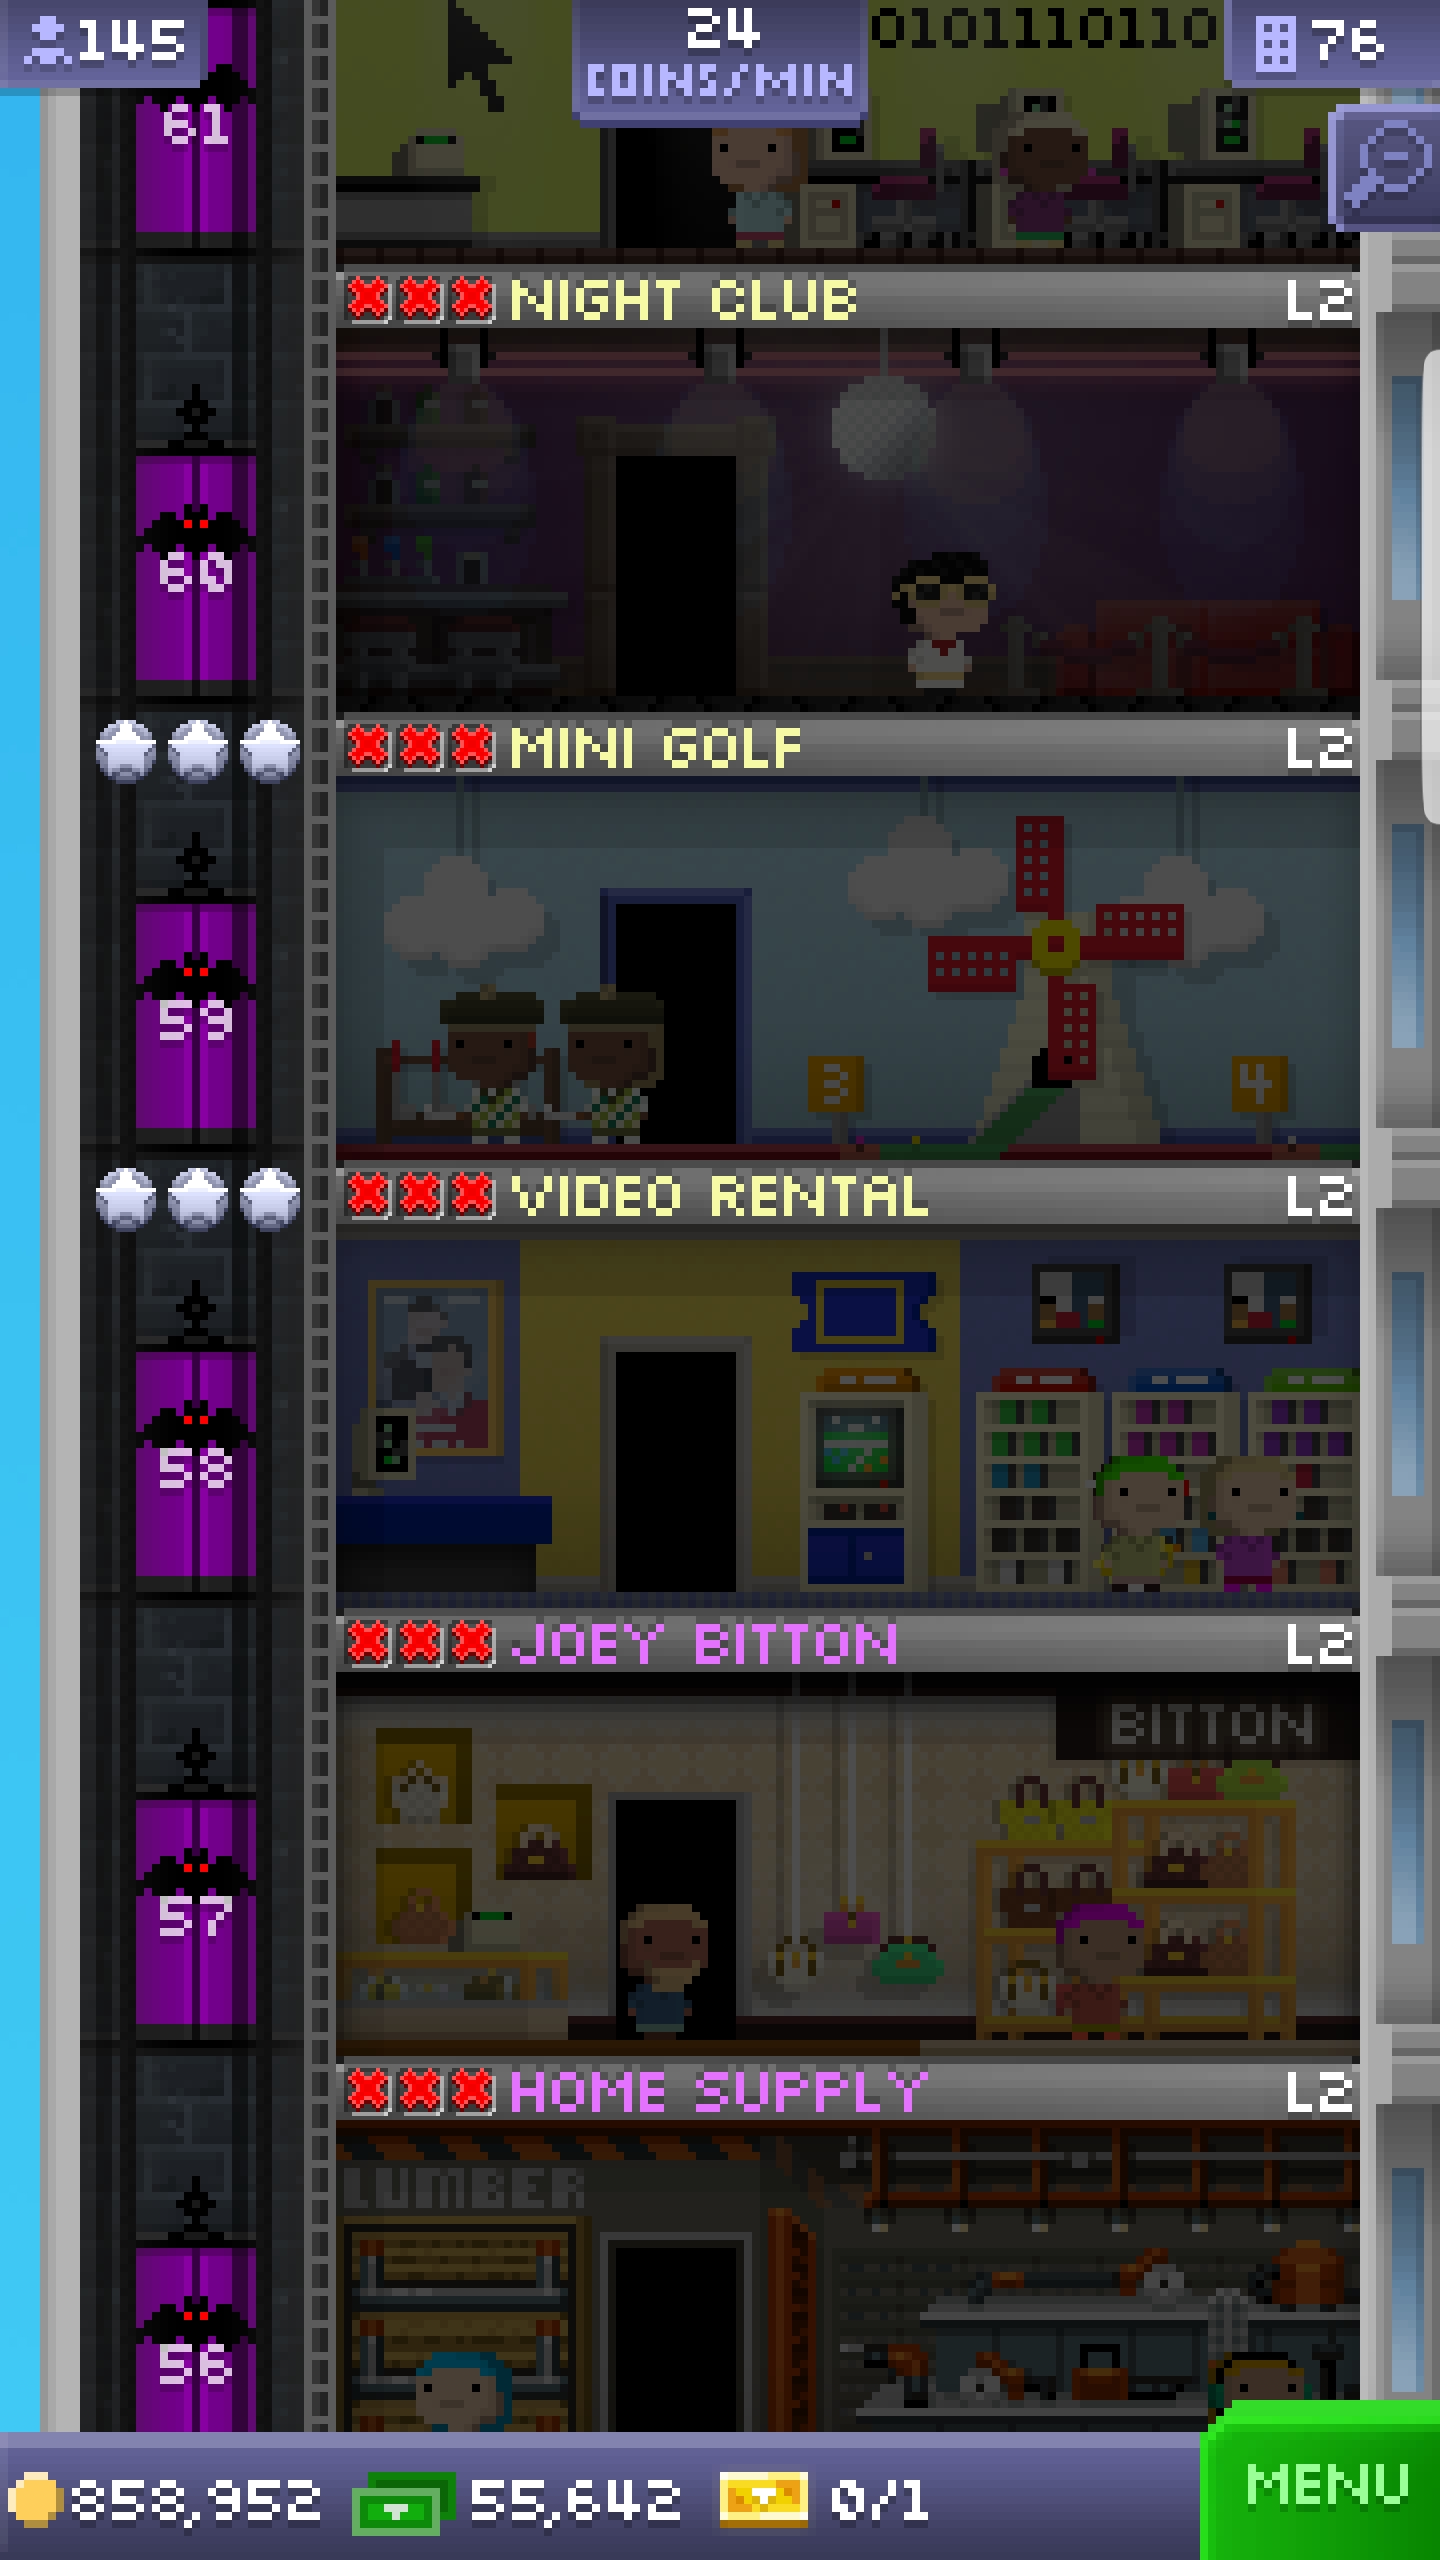 145
24
COINS/MIN
0101110110
76
61
NIGHT CLUB L2
60
MINI GOLF L2
59
3
4
VIDEO RENTAL L2
58
JOEY BITTON L2
BITTON
57
HOME SUPPLY L2
LUMBER
56
858,952 55,642 0/1
MENU